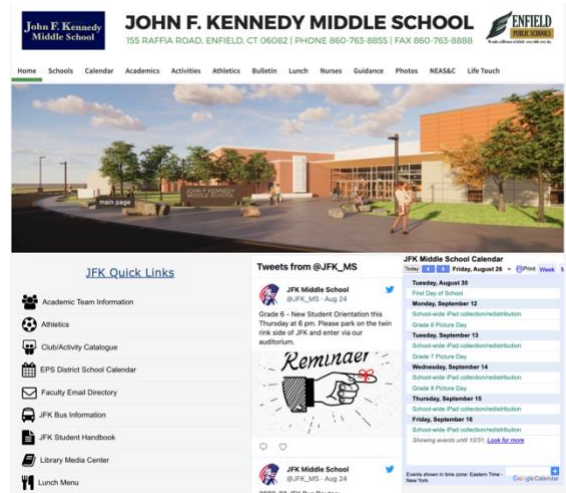 John F. Kennedy
Middle School
JOHN F. KENNEDY MIDDLE SCHOOL
155 RAFFIA ROAD, ENFIELD, CT 06082 | PHONE 860-763-8855 | FAX 860-763-8888
ENFIELD
PUBLIC SCHOOLS
Home Schools Calendar Academics Activities Athletics Bulletin Lunch Nurses Guidance Photos NEAS&C Life Touch
JOHN F KENNEDY
MIDDLE SCHOOL
main page
JFK Quick Links
Academic Team Information
Athletics
Club/Activity Catalogue
EPS District School Calendar
Faculty Email Directory
JFK Bus Information
JFK Student Handbook
Library Media Center
Lunch Menu
Tweets from @JFK_MS
JFK Middle School
@JFK_MS · Aug 24
Grade 6 - New Student Orientation this
Thursday at 6 pm. Please park on the twin
rink side of JFK and enter via our
auditorium.
Reminder
JFK Middle School
@JFK_MS · Aug 24
JFK Middle School Calendar
Today Friday, August 26 Print Week
Tuesday, August 30
First Day of School
Monday, September 12
School-wide iPad collection/redistribution
Grade 6 Picture Day
Tuesday, September 13
School-wide iPad collection/redistribution
Grade 7 Picture Day
Wednesday, September 14
School-wide iPad collection/redistribution
Grade 8 Picture Day
Thursday, September 15
School-wide iPad collection/redistribution
Friday, September 16
School-wide iPad collection/redistribution
Showing events until 10/31. Look for more
Events shown in time zone: Eastern Time -
New York
Google Calendar